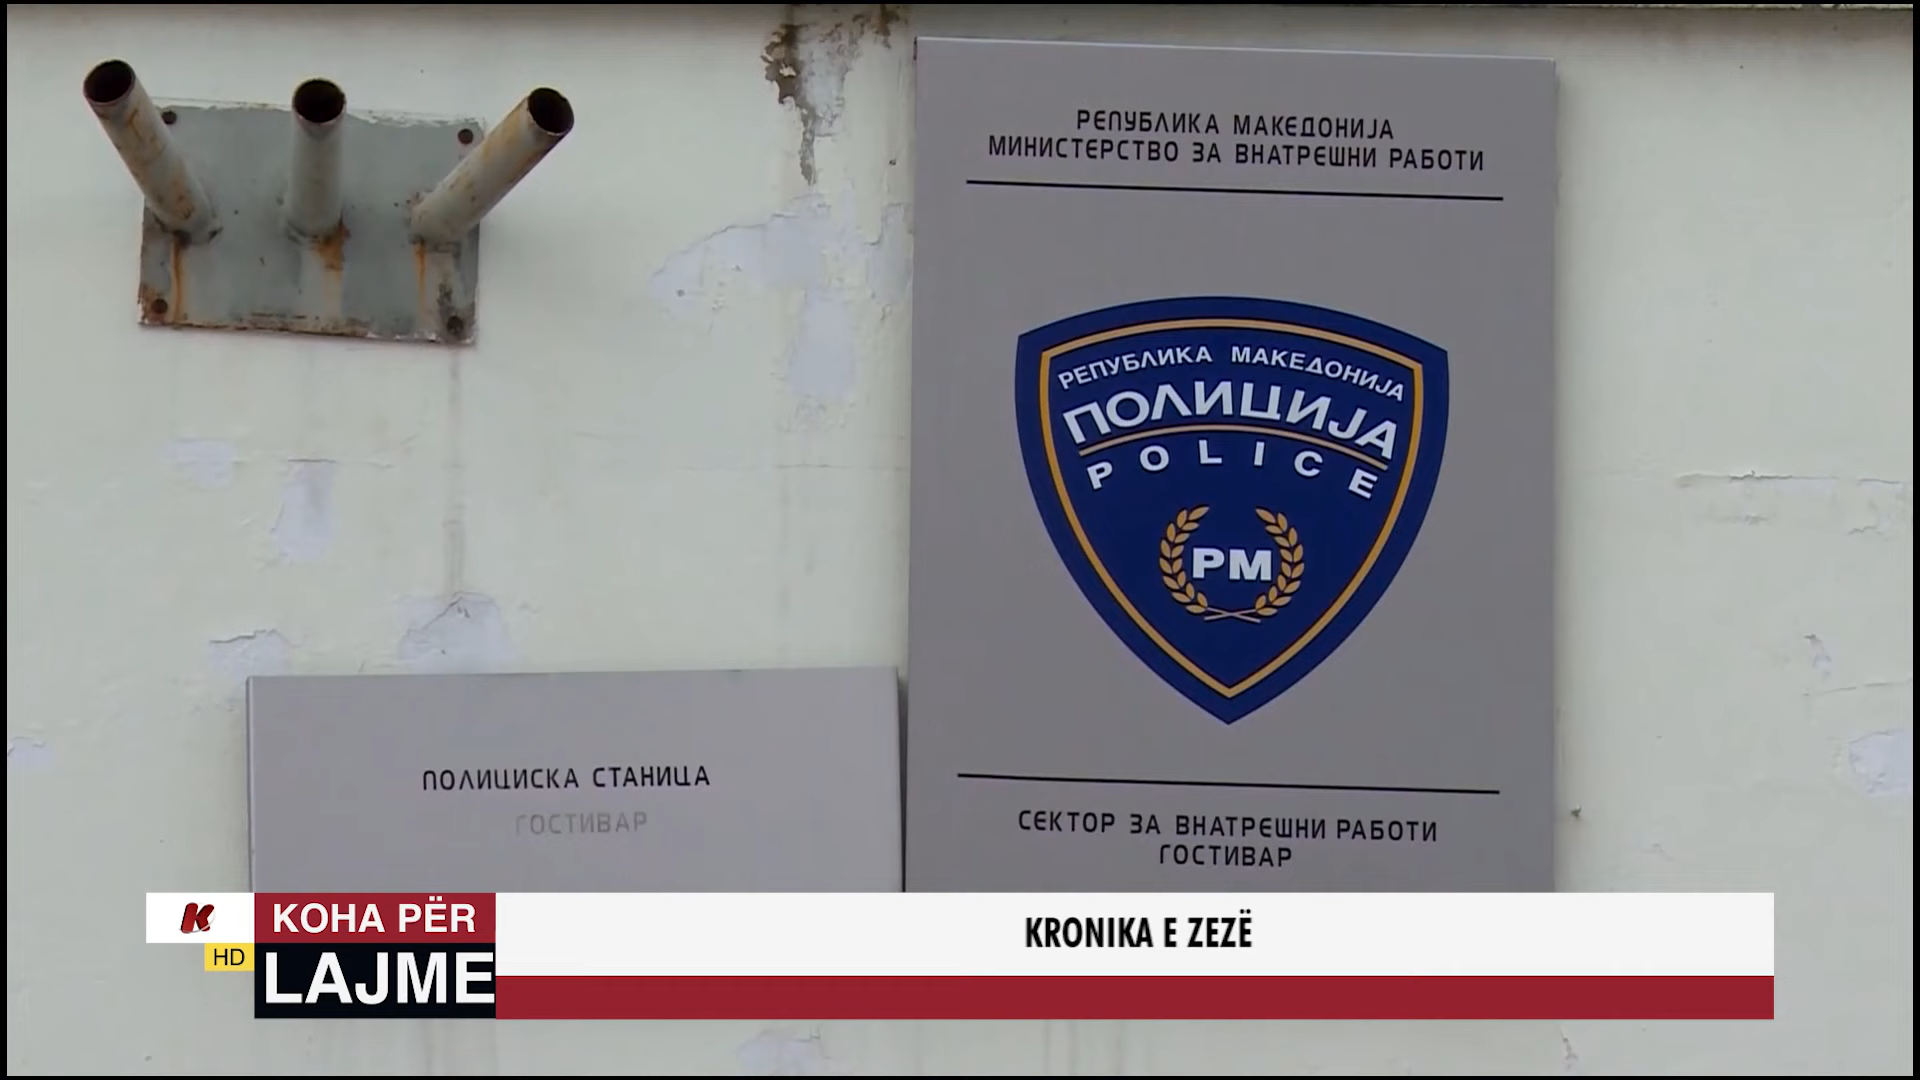 РЕПУБЛИКА МАКЕДОНИЈА
МИНИСТЕРСТВО ЗА ВНАТРЕШНИ РАБОТИ
РЕПУБЛИКА МАКЕДОНИЈА
ПОЛИЦИЈА
POLICE
РМ
СЕКТОР ЗА ВНАТРЕШНИ РАБОТИ
ГОСТИВАР
ПОЛИЦИСКА СТАНИЦА
ГОСТИВАР
K
HD
KOHA PËR
LAJME
KRONIKA E ZEZË